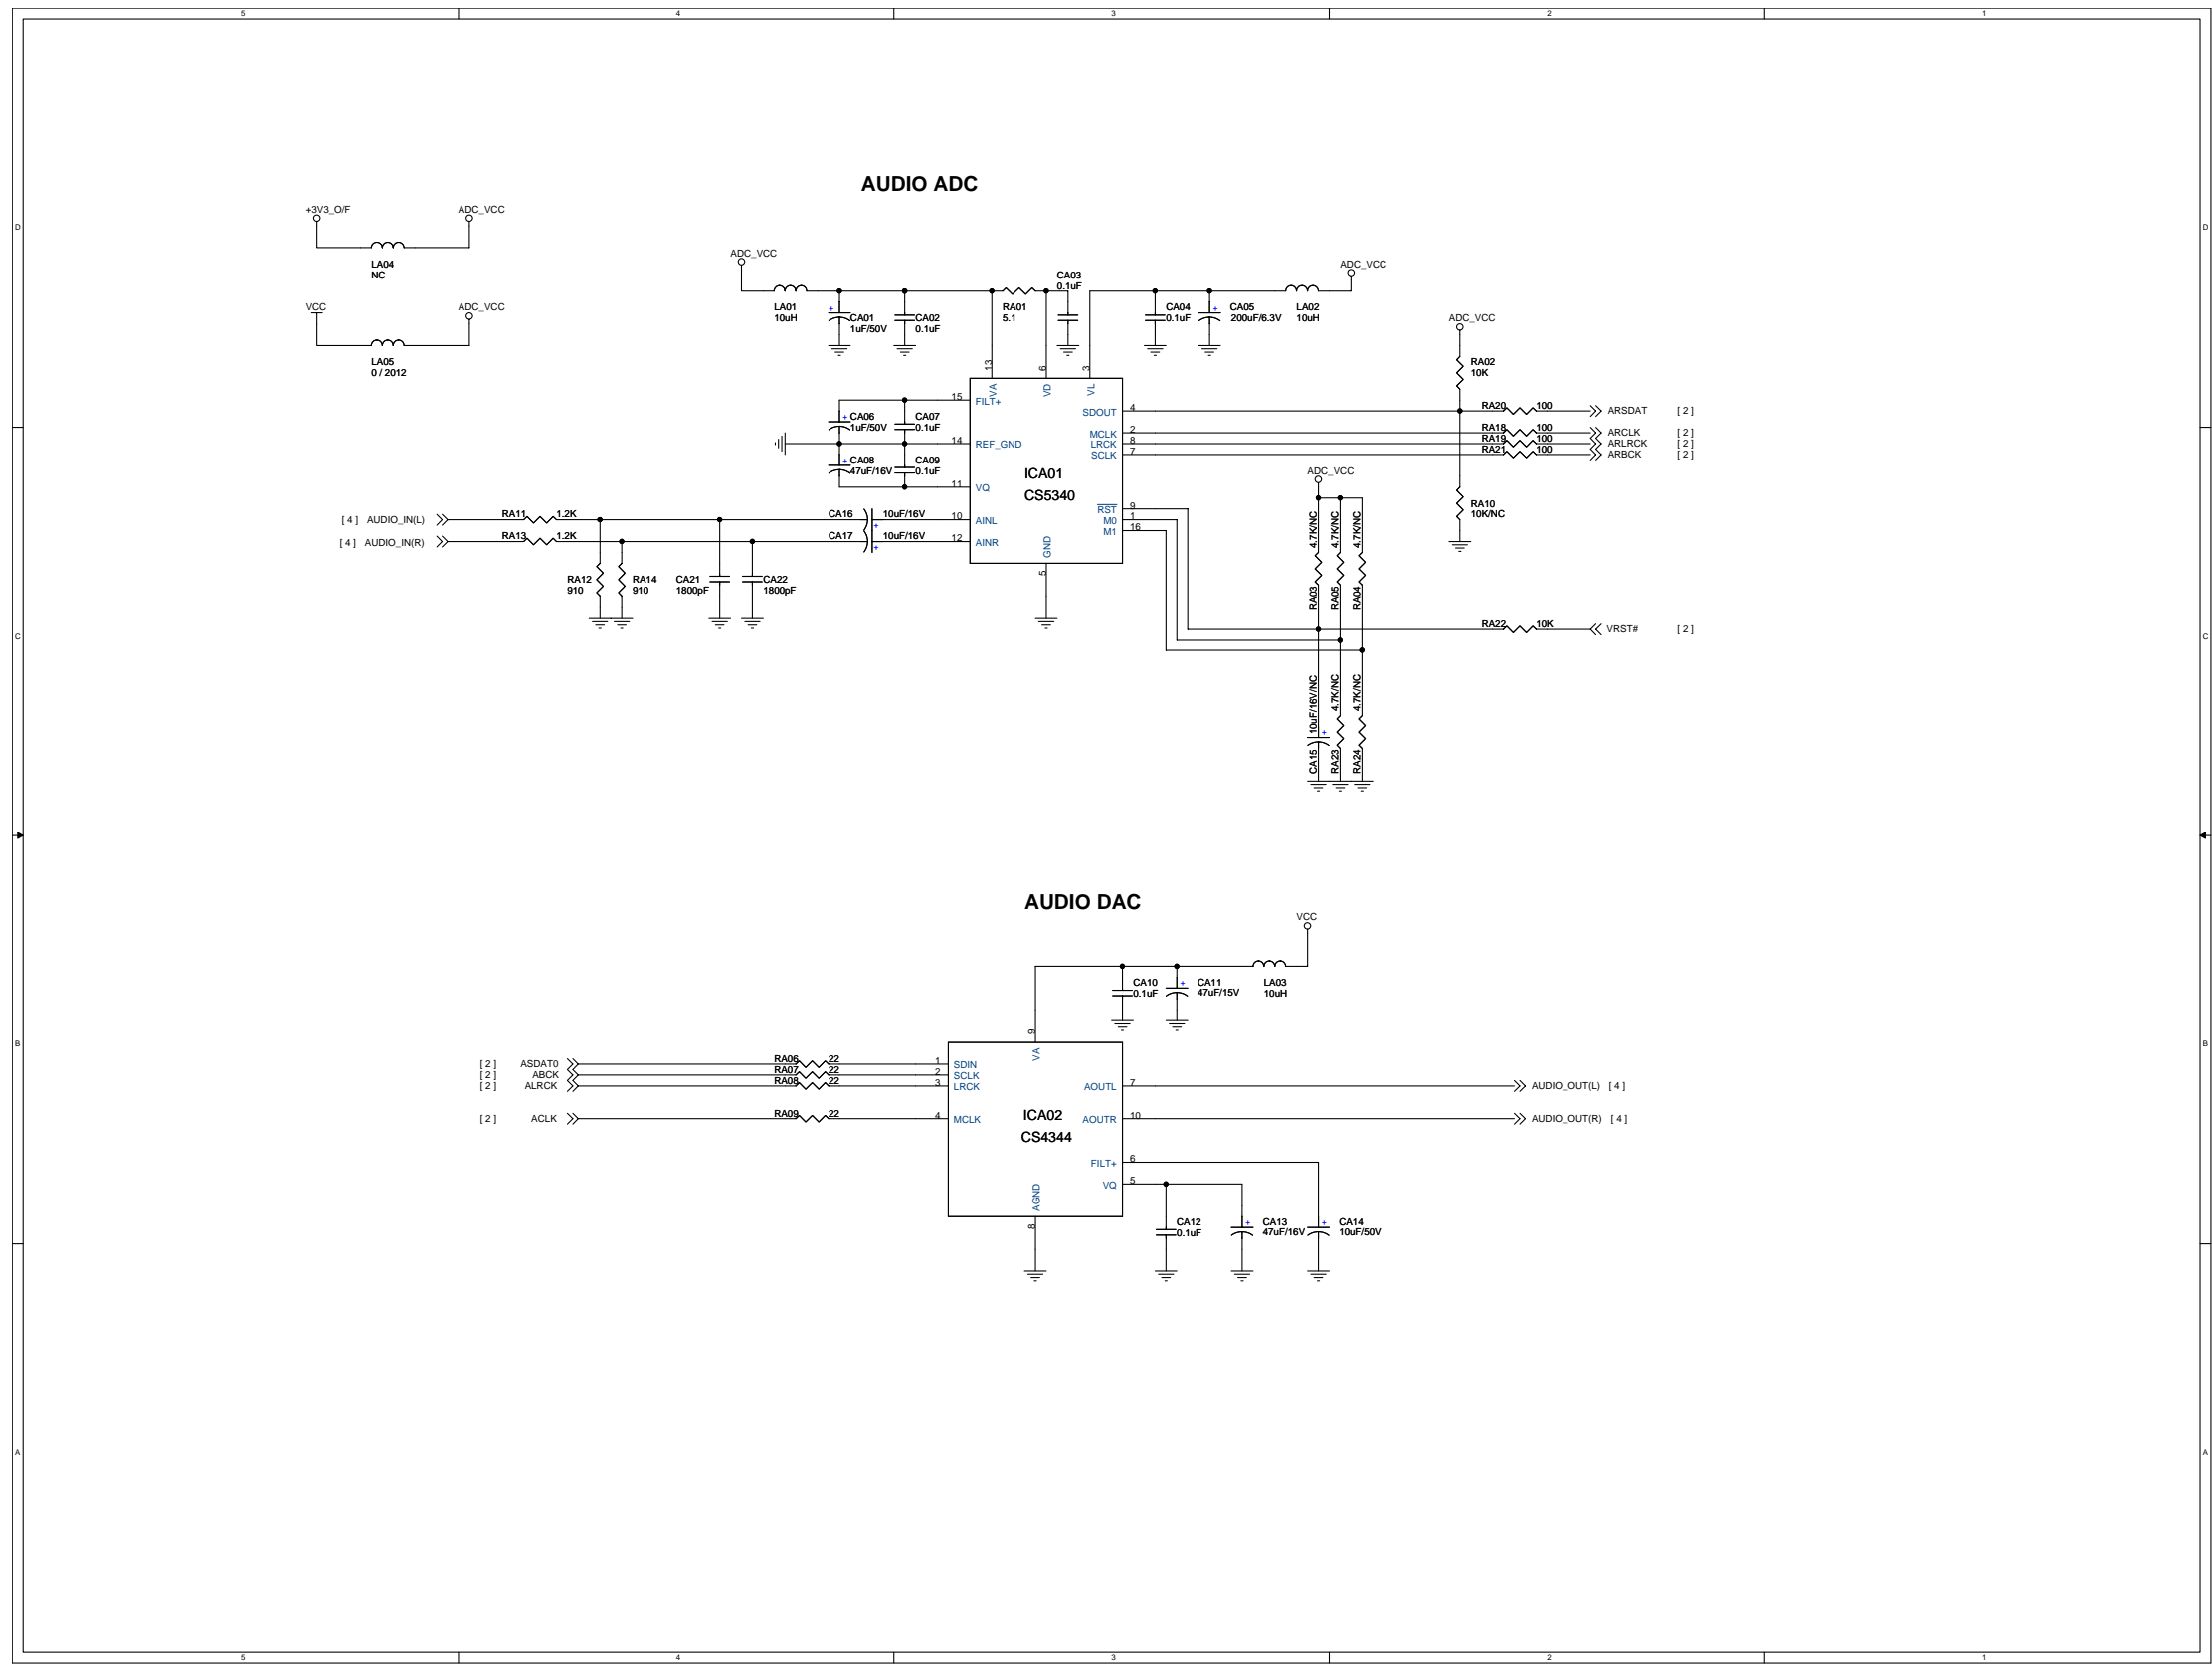 5 4 3 2 1
AUDIO ADC
+3V3_O/F ADC_VCC
D D
LA04
NC
VCC ADC_VCC
LA05
0 / 2012
ADC_VCC
LA01
10uH
+ CA01
1uF/50V
CA02
0.1uF
RA01
5.1
CA03
0.1uF
CA04
0.1uF
+ CA05
200uF/6.3V
LA02
10uH
ADC_VCC
ADC_VCC
RA02
10K
13 6 3
VA VD VL
15 FILT+
+ CA06
1uF/50V
CA07
0.1uF
14 REF_GND
+ CA08
47uF/16V
CA09
0.1uF
11 VQ
ICA01
CS5340
SDOUT 4 RA20 100 ARSDAT [ 2 ]
MCLK 2 RA18 100 ARCLK [ 2 ]
LRCK 8 RA19 100 ARLRCK [ 2 ]
SCLK 7 RA21 100 ARBCK [ 2 ]
ADC_VCC
RA10
10K/NC
[ 4 ] AUDIO_IN(L) RA11 1.2K CA16 + 10uF/16V 10 AINL
[ 4 ] AUDIO_IN(R) RA13 1.2K CA17 + 10uF/16V 12 AINR
RST 9
M0 1
M1 16
GND
5
RA12
910
RA14
910
CA21
1800pF
CA22
1800pF
4.7K/NC 4.7K/NC 4.7K/NC
RA03 RA05 RA04
C C
RA22 10K VRST# [ 2 ]
10uF/16V/NC 4.7K/NC 4.7K/NC
+
CA15 RA23 RA24
AUDIO DAC
VCC
CA10
0.1uF
+ CA11
47uF/15V
LA03
10uH
9
VA
B B
[ 2 ] ASDAT0 RA06 22 1 SDIN
[ 2 ] ABCK RA07 22 2 SCLK
[ 2 ] ALRCK RA08 22 3 LRCK
[ 2 ] ACLK RA09 22 4 MCLK
ICA02
CS4344
AOUTL 7 AUDIO_OUT(L) [ 4 ]
AOUTR 10 AUDIO_OUT(R) [ 4 ]
FILT+ 6
VQ 5
AGND
8
CA12
0.1uF
+ CA13
47uF/16V
+ CA14
10uF/50V
A A
5 4 3 2 1